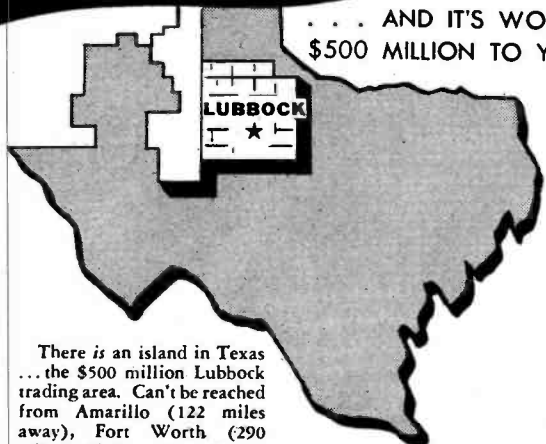 . . . AND IT'S WO
$500 MILLION TO Y
LUBBOCK
There is an island in Texas
... the $500 million Lubbock
trading area. Can't be reached
from Amarillo (122 miles
away), Fort Worth (290